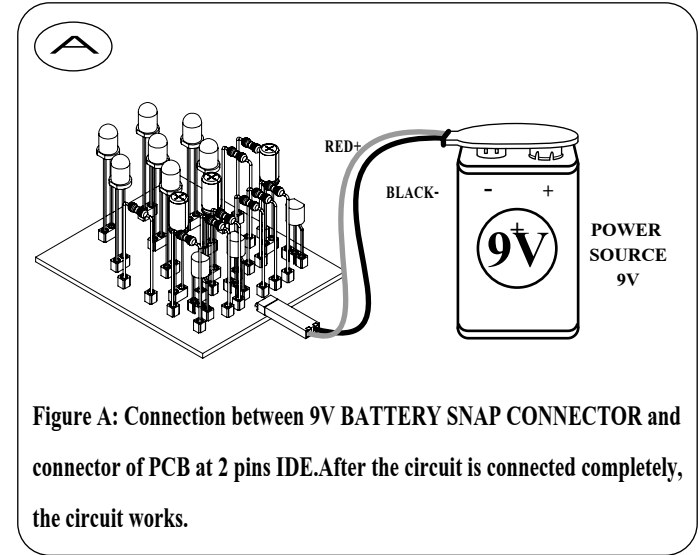 A
RED+
BLACK-
- +
+
9V
POWER
SOURCE
9V
Figure A: Connection between 9V BATTERY SNAP CONNECTOR and
connector of PCB at 2 pins IDE.After the circuit is connected completely,
the circuit works.